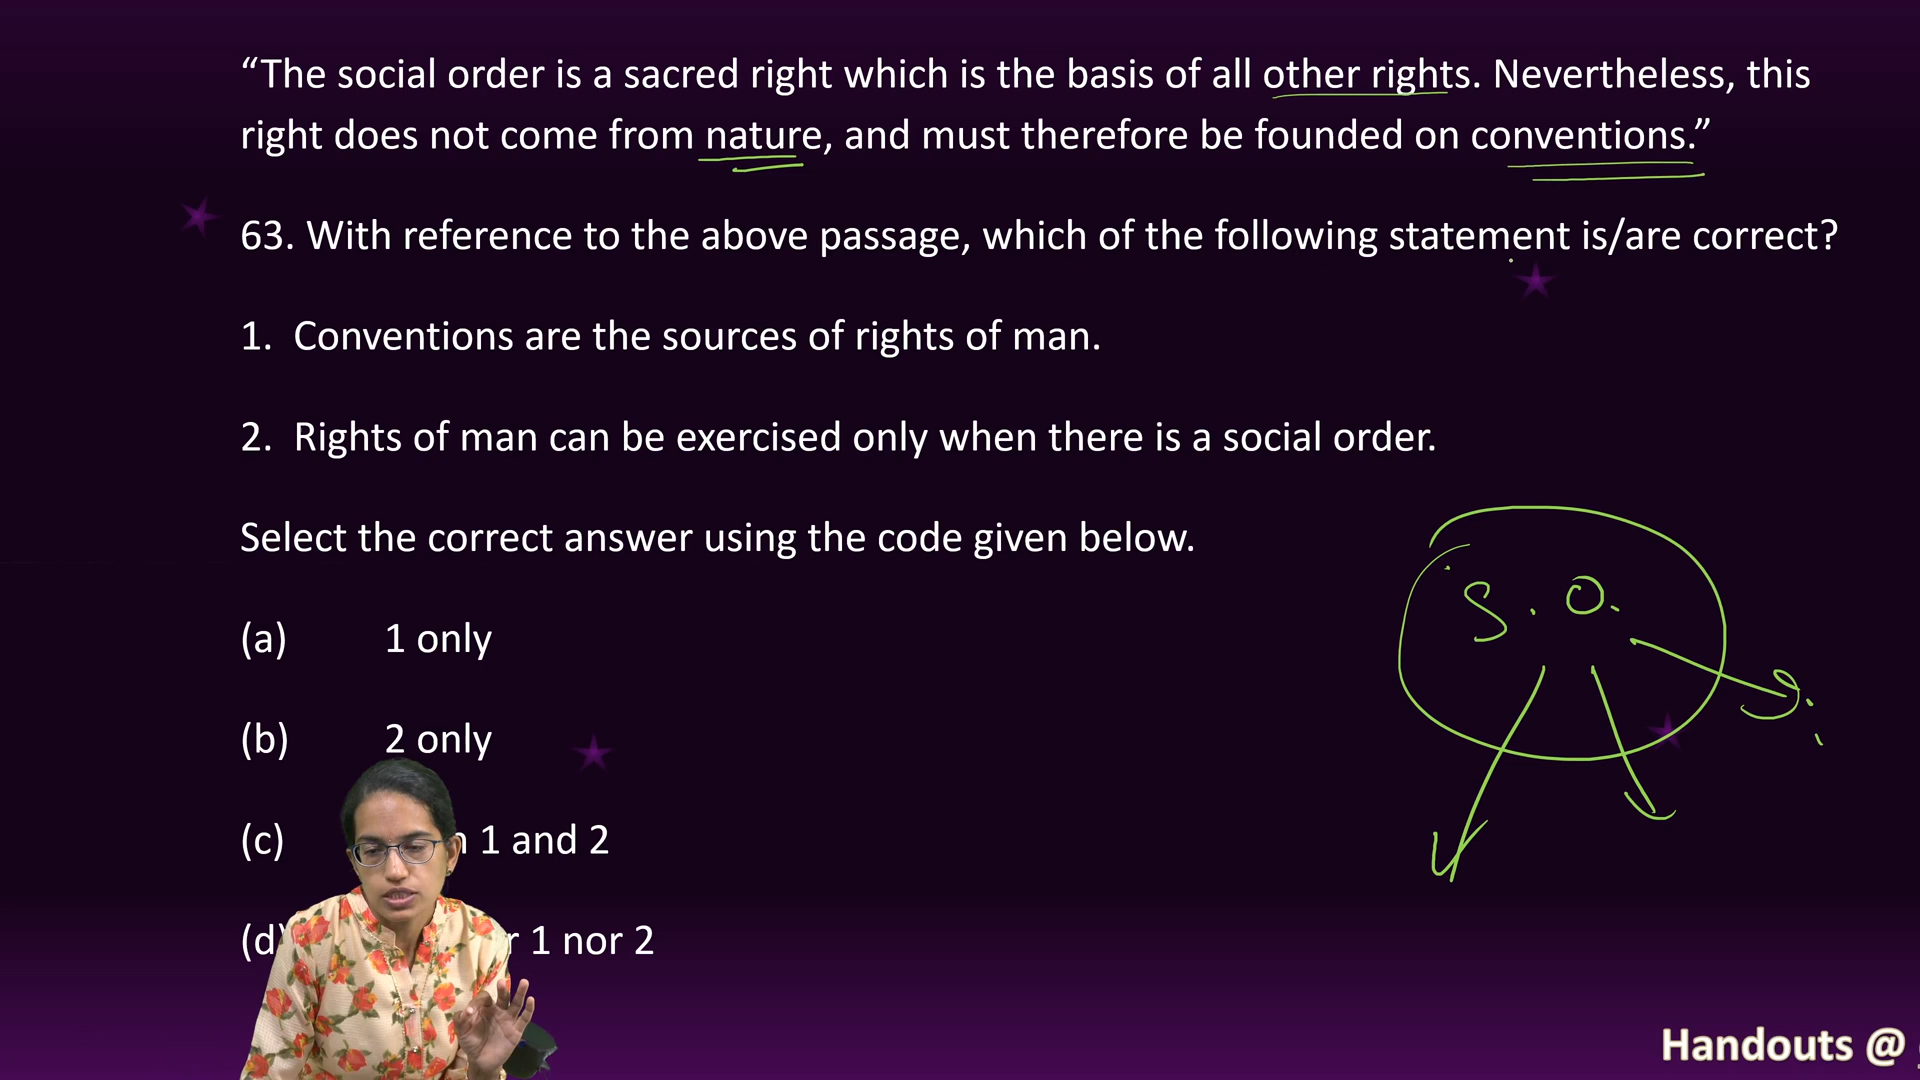 “The social order is a sacred right which is the basis of all other rights. Nevertheless, this
right does not come from nature, and must therefore be founded on conventions.”
63. With reference to the above passage, which of the following statement is/are correct?
1. Conventions are the sources of rights of man.
2. Rights of man can be exercised only when there is a social order.
Select the correct answer using the code given below.
S.O.
(a) 1 only
(b) 2 only
(c) 1 and 2
(d) 1 nor 2
Handouts @